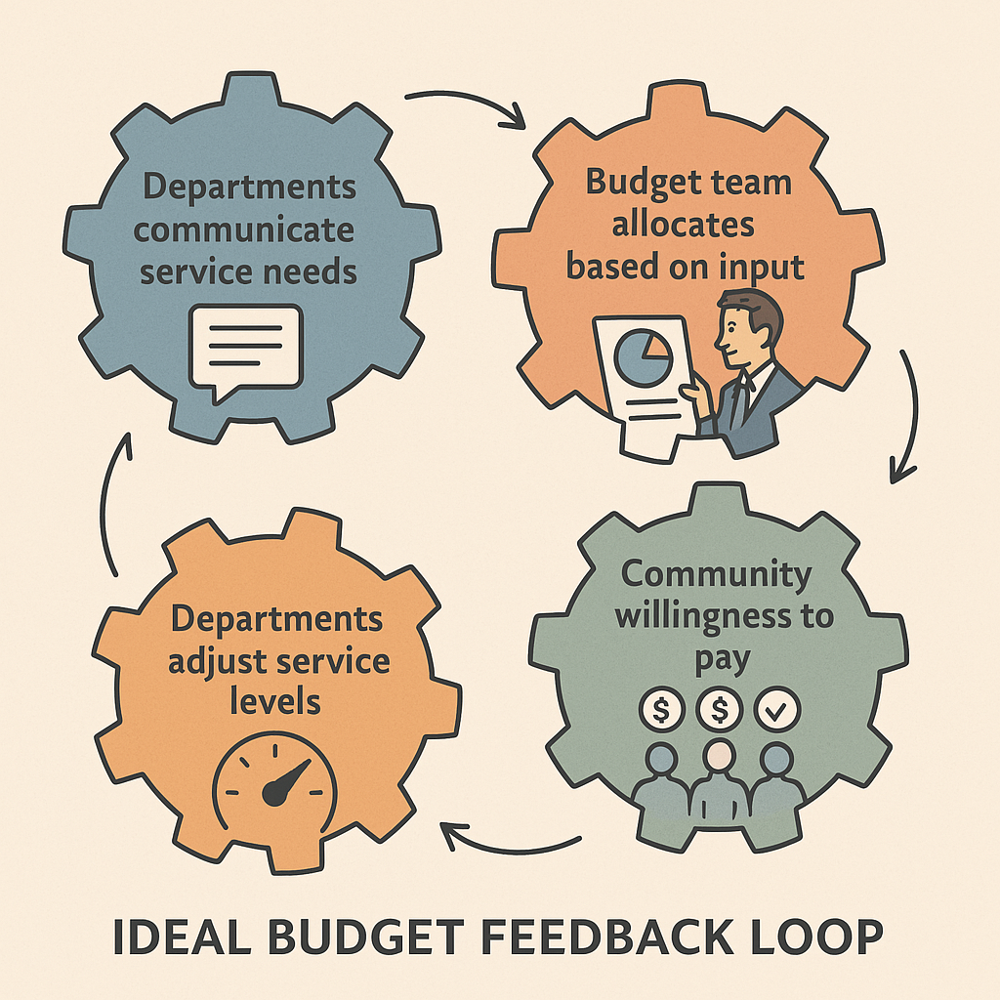 Departments
communicate
service needs
Budget team
allocates
based on input
Community
willingness to
pay
$ $
Departments
adjust service
levels
IDEAL BUDGET FEEDBACK LOOP